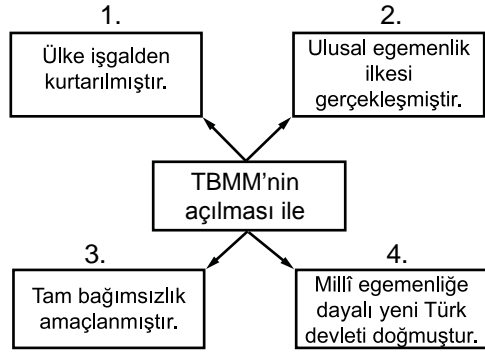 1.
Ülke işgalden
kurtarılmıştır.
2.
Ulusal egemenlik
ilkesi
gerçekleşmiştir.
TBMM'nin
açılması ile
3.
Tam bağımsızlık
amaçlanmıştır.
4.
Millî egemenliğe
dayalı yeni Türk
devleti doğmuştur.